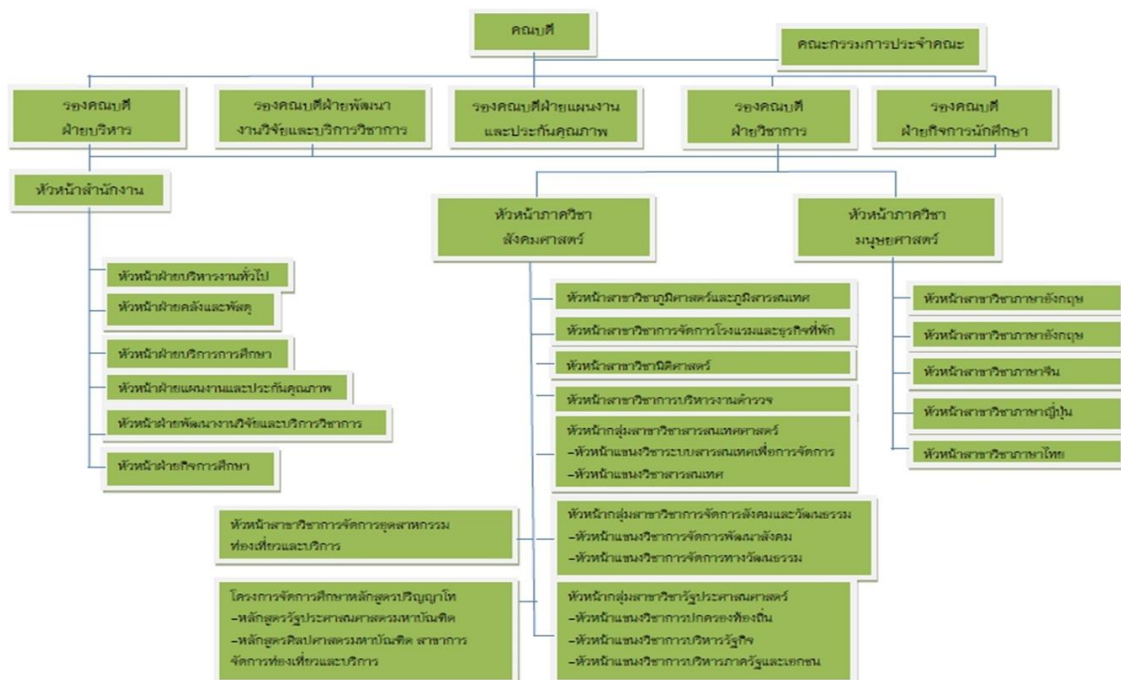 คณบดี
คณะกรรมการประจำคณะ
รองคณบดี
ฝ่ายบริหาร
รองคณบดีฝ่ายพัฒนา
งานวิจัยและบริการวิชาการ
รองคณบดีฝ่ายแผนงาน
และประกันคุณภาพ
รองคณบดี
ฝ่ายวิชาการ
รองคณบดี
ฝ่ายกิจการนักศึกษา
หัวหน้าสำนักงาน
หัวหน้าฝ่ายบริหารงานทั่วไป
หัวหน้าฝ่ายคลังและพัสดุ
หัวหน้าฝ่ายบริการการศึกษา
หัวหน้าฝ่ายแผนงานและประกันคุณภาพ
หัวหน้าฝ่ายพัฒนางานวิจัยและบริการวิชาการ
หัวหน้าฝ่ายกิจการศึกษา
หัวหน้าภาควิชา
สังคมศาสตร์
หัวหน้าสาขาวิชาภูมิศาสตร์และภูมิสารสนเทศ
หัวหน้าสาขาวิชาการจัดการโรงแรมและธุรกิจที่พัก
หัวหน้าสาขาวิชานิติศาสตร์
หัวหน้าสาขาวิชาการบริหารงานตำรวจ
หัวหน้ากลุ่มสาขาวิชาสารสนเทศศาสตร์
-หัวหน้าแขนงวิชาระบบสารสนเทศเพื่อการจัดการ
-หัวหน้าแขนงวิชาสารสนเทศ
หัวหน้าสาขาวิชาการจัดการอุตสาหกรรม
ท่องเที่ยวและบริการ
หัวหน้ากลุ่มสาขาวิชาการจัดการสังคมและวัฒนธรรม
-หัวหน้าแขนงวิชาการจัดการพัฒนาสังคม
-หัวหน้าแขนงวิชาการจัดการทางวัฒนธรรม
โครงการจัดการศึกษาหลักสูตรปริญญาโท
-หลักสูตรรัฐประศาสนศาสตรมหาบัณฑิต
-หลักสูตรศิลปศาสตรมหาบัณฑิต สาขาการ
จัดการท่องเที่ยวและบริการ
หัวหน้ากลุ่มสาขาวิชารัฐประศาสนศาสตร์
-หัวหน้าแขนงวิชาการปกครองท้องถิ่น
-หัวหน้าแขนงวิชาการบริหารรัฐกิจ
-หัวหน้าแขนงวิชาการบริหารภาครัฐและเอกชน
หัวหน้าภาควิชา
มนุษยศาสตร์
หัวหน้าสาขาวิชาภาษาอังกฤษ
หัวหน้าสาขาวิชาภาษาอังกฤษ
หัวหน้าสาขาวิชาภาษาจีน
หัวหน้าสาขาวิชาภาษาญี่ปุ่น
หัวหน้าสาขาวิชาภาษาไทย